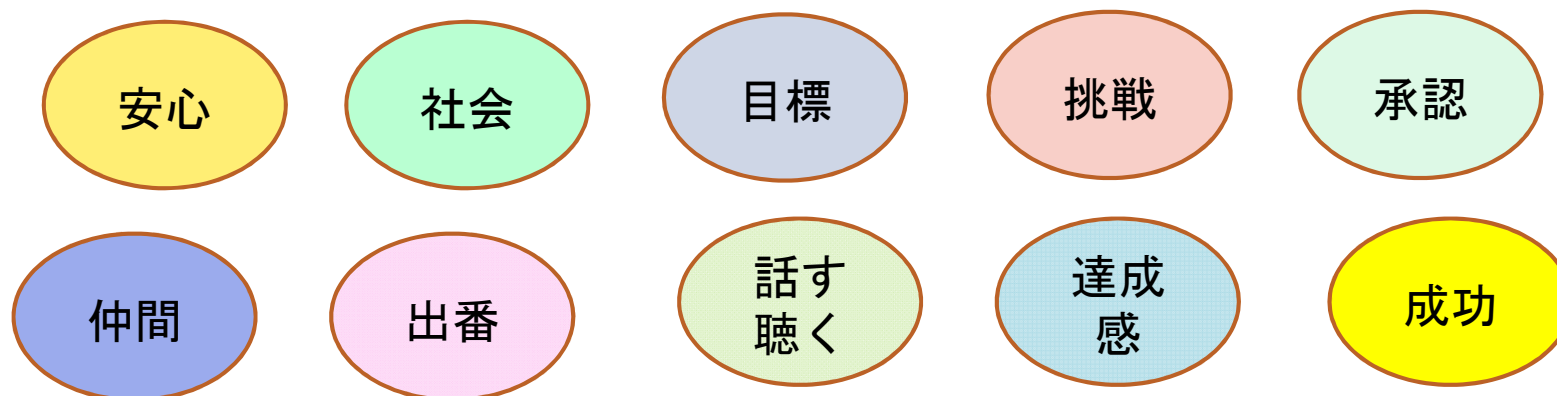 安心
社会
目標
挑戦
承認
仲間
出番
話す
聴く
達成
感
成功